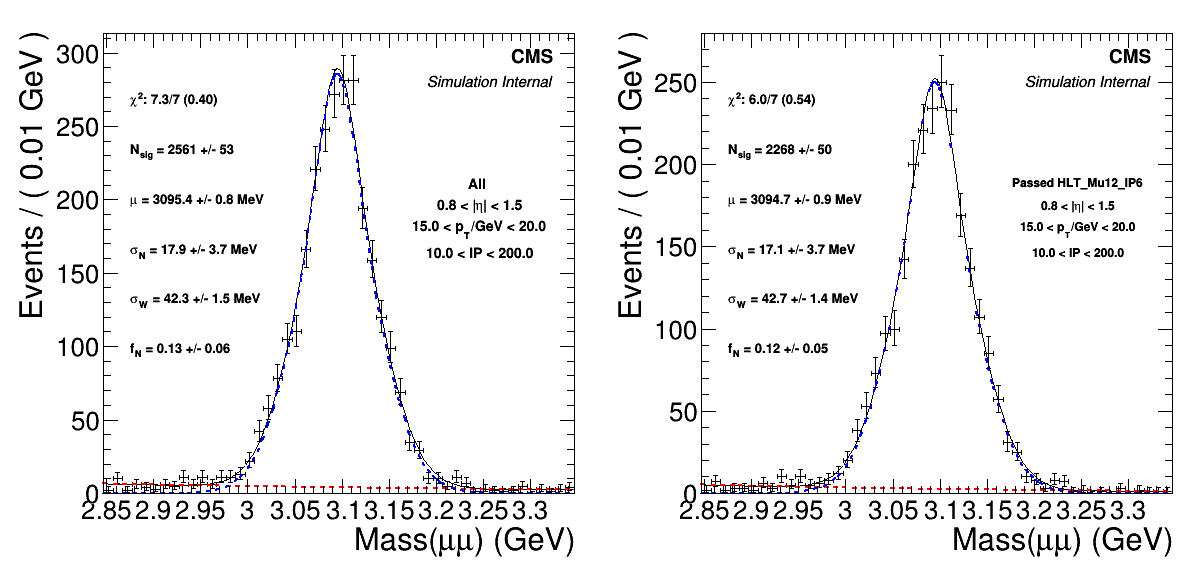 CMS
Simulation Internal
χ²: 7.3/7 (0.40)
N_sig = 2561 +/- 53
μ = 3095.4 +/- 0.8 MeV
σ_N = 17.9 +/- 3.7 MeV
σ_W = 42.3 +/- 1.5 MeV
f_N = 0.13 +/- 0.06
All
0.8 < |η| < 1.5
15.0 < p_T/GeV < 20.0
10.0 < IP < 200.0
Events / ( 0.01 GeV )
300
250
200
150
100
50
0
2.85 2.9 2.95 3 3.05 3.1 3.15 3.2 3.25 3.3
Mass(μμ) (GeV)
CMS
Simulation Internal
χ²: 6.0/7 (0.54)
N_sig = 2268 +/- 50
μ = 3094.7 +/- 0.9 MeV
σ_N = 17.1 +/- 3.7 MeV
σ_W = 42.7 +/- 1.4 MeV
f_N = 0.12 +/- 0.05
Passed HLT_Mu12_IP6
0.8 < |η| < 1.5
15.0 < p_T/GeV < 20.0
10.0 < IP < 200.0
Events / ( 0.01 GeV )
250
200
150
100
50
0
2.85 2.9 2.95 3 3.05 3.1 3.15 3.2 3.25 3.3
Mass(μμ) (GeV)